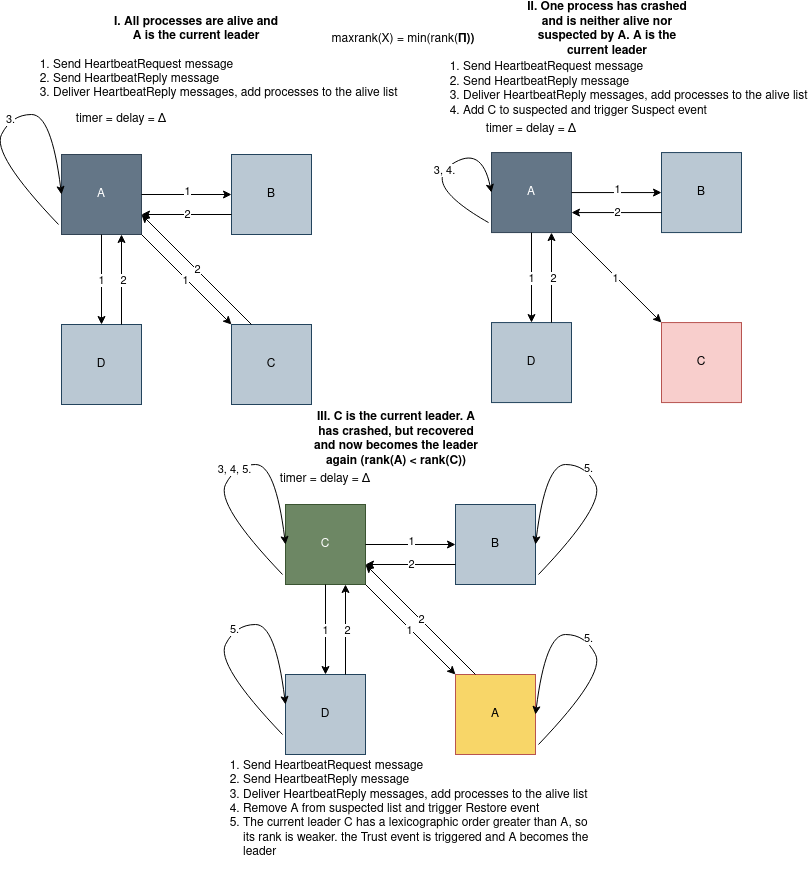 I. All processes are alive and
A is the current leader
maxrank(X) = min(rank(Π))
II. One process has crashed
and is neither alive nor
suspected by A. A is the
current leader
1. Send HeartbeatRequest message
2. Send HeartbeatReply message
3. Deliver HeartbeatReply messages, add processes to the alive list
timer = delay = Δ
3.
A
1
2
B
1
2
1
2
D
C
1. Send HeartbeatRequest message
2. Send HeartbeatReply message
3. Deliver HeartbeatReply messages, add processes to the alive list
4. Add C to suspected and trigger Suspect event
timer = delay = Δ
3, 4.
A
1
2
B
1
2
1
D
C
III. C is the current leader. A
has crashed, but recovered
and now becomes the leader
again (rank(A) < rank(C))
timer = delay = Δ
3, 4, 5.
5.
C
1
2
B
1
2
1
2
5.
5.
D
A
1. Send HeartbeatRequest message
2. Send HeartbeatReply message
3. Deliver HeartbeatReply messages, add processes to the alive list
4. Remove A from suspected list and trigger Restore event
5. The current leader C has a lexicographic order greater than A, so
its rank is weaker. the Trust event is triggered and A becomes the
leader